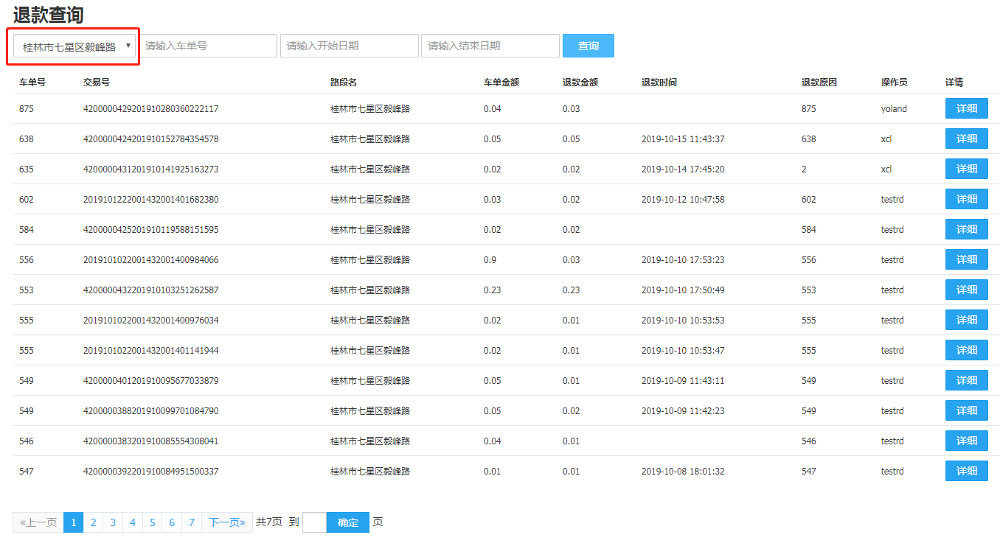 退款查询
桂林市七星区毅峰路 请输入车单号 请输入开始日期 请输入结束日期 查询
车单号 交易号 路段名 车单金额 退款金额 退款时间 退款原因 操作员 详情
875 4200000429201910280360222117 桂林市七星区毅峰路 0.04 0.03 875 yoland 详细
638 4200000424201910152784354578 桂林市七星区毅峰路 0.05 0.05 2019-10-15 11:43:37 638 xcl 详细
635 4200000431201910141925163273 桂林市七星区毅峰路 0.02 0.02 2019-10-14 17:45:20 2 xcl 详细
602 2019101222001432001401682380 桂林市七星区毅峰路 0.03 0.02 2019-10-12 10:47:58 602 testrd 详细
584 4200000425201910119588151595 桂林市七星区毅峰路 0.02 0.02 584 testrd 详细
556 2019101022001432001400984066 桂林市七星区毅峰路 0.9 0.03 2019-10-10 17:53:23 556 testrd 详细
553 4200000432201910103251262587 桂林市七星区毅峰路 0.23 0.23 2019-10-10 17:50:49 553 testrd 详细
555 2019101022001432001400976034 桂林市七星区毅峰路 0.02 0.01 2019-10-10 10:53:53 555 testrd 详细
555 2019101022001432001401141944 桂林市七星区毅峰路 0.02 0.01 2019-10-10 10:53:47 555 testrd 详细
549 4200000401201910095677033879 桂林市七星区毅峰路 0.05 0.01 2019-10-09 11:43:11 549 testrd 详细
549 4200000388201910099701084790 桂林市七星区毅峰路 0.05 0.02 2019-10-09 11:42:23 549 testrd 详细
546 4200000383201910085554308041 桂林市七星区毅峰路 0.04 0.01 546 testrd 详细
547 4200000392201910084951500337 桂林市七星区毅峰路 0.01 0.01 2019-10-08 18:01:32 547 testrd 详细
«上一页 1 2 3 4 5 6 7 下一页» 共7页 到 确定 页